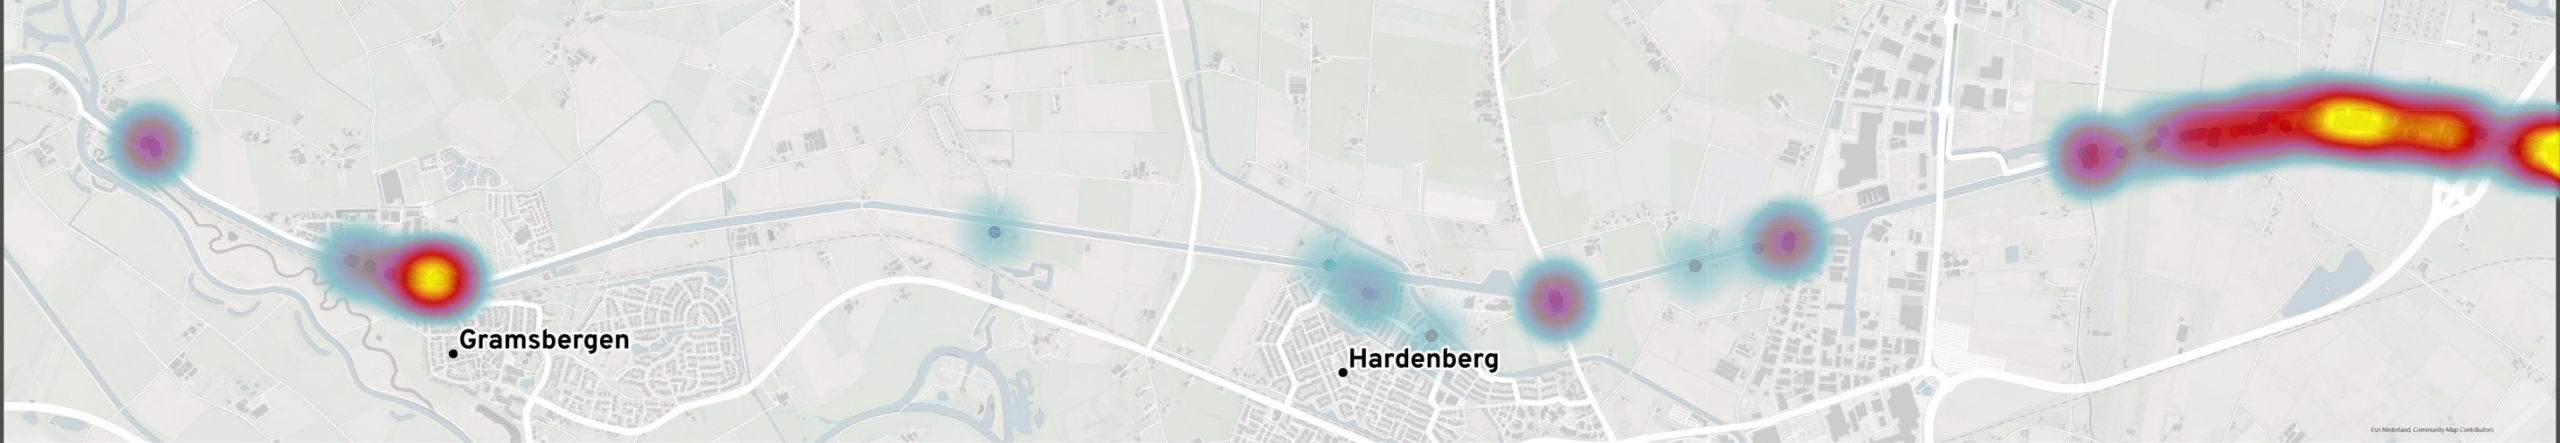 Gramsbergen
Hardenberg
Esri Nederland, Community Map Contributors